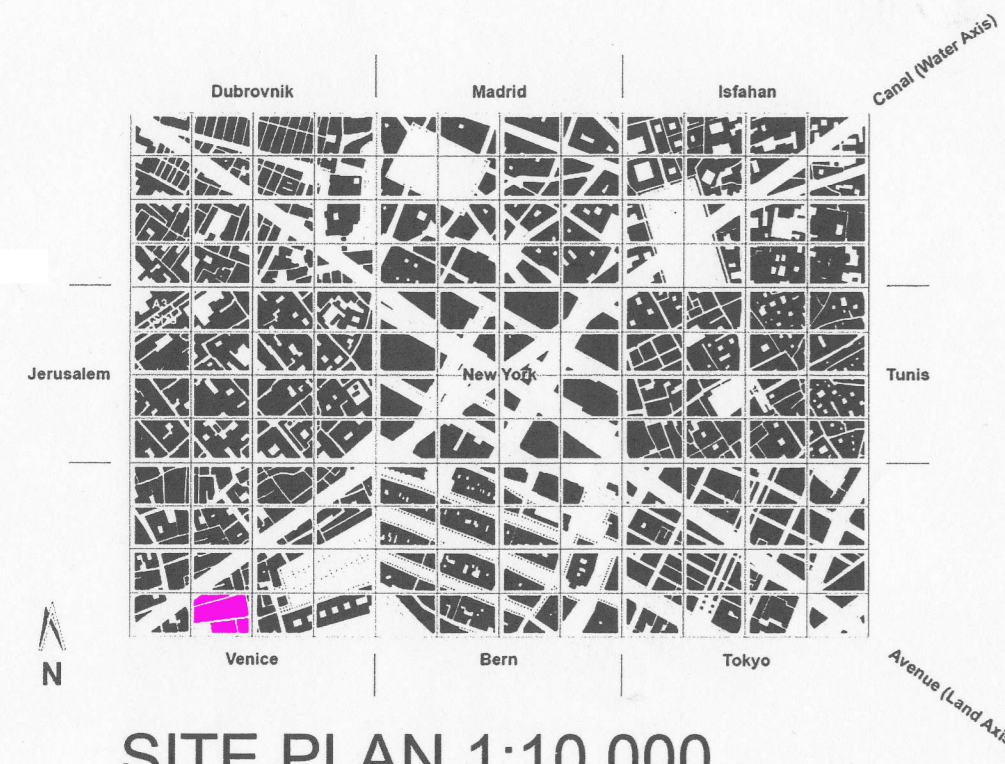 Canal (Water Axis)
Dubrovnik
Madrid
Isfahan
A3
Jerusalem
New York
Tunis
N
Venice
Bern
Tokyo
Avenue (Land Axis
SITE PLAN 1:10 000